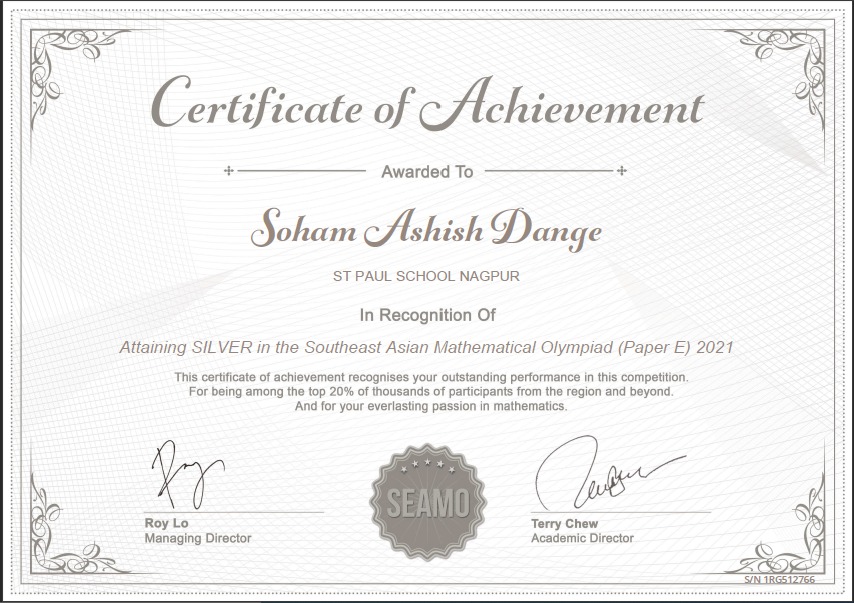 Certificate of Achievement
Awarded To
Soham Ashish Dange
ST PAUL SCHOOL NAGPUR
In Recognition Of
Attaining SILVER in the Southeast Asian Mathematical Olympiad (Paper E) 2021
This certificate of achievement recognises your outstanding performance in this competition.
For being among the top 20% of thousands of participants from the region and beyond.
And for your everlasting passion in mathematics.
SEAMO
Roy Lo
Managing Director
Terry Chew
Academic Director
S/N 1RG512766